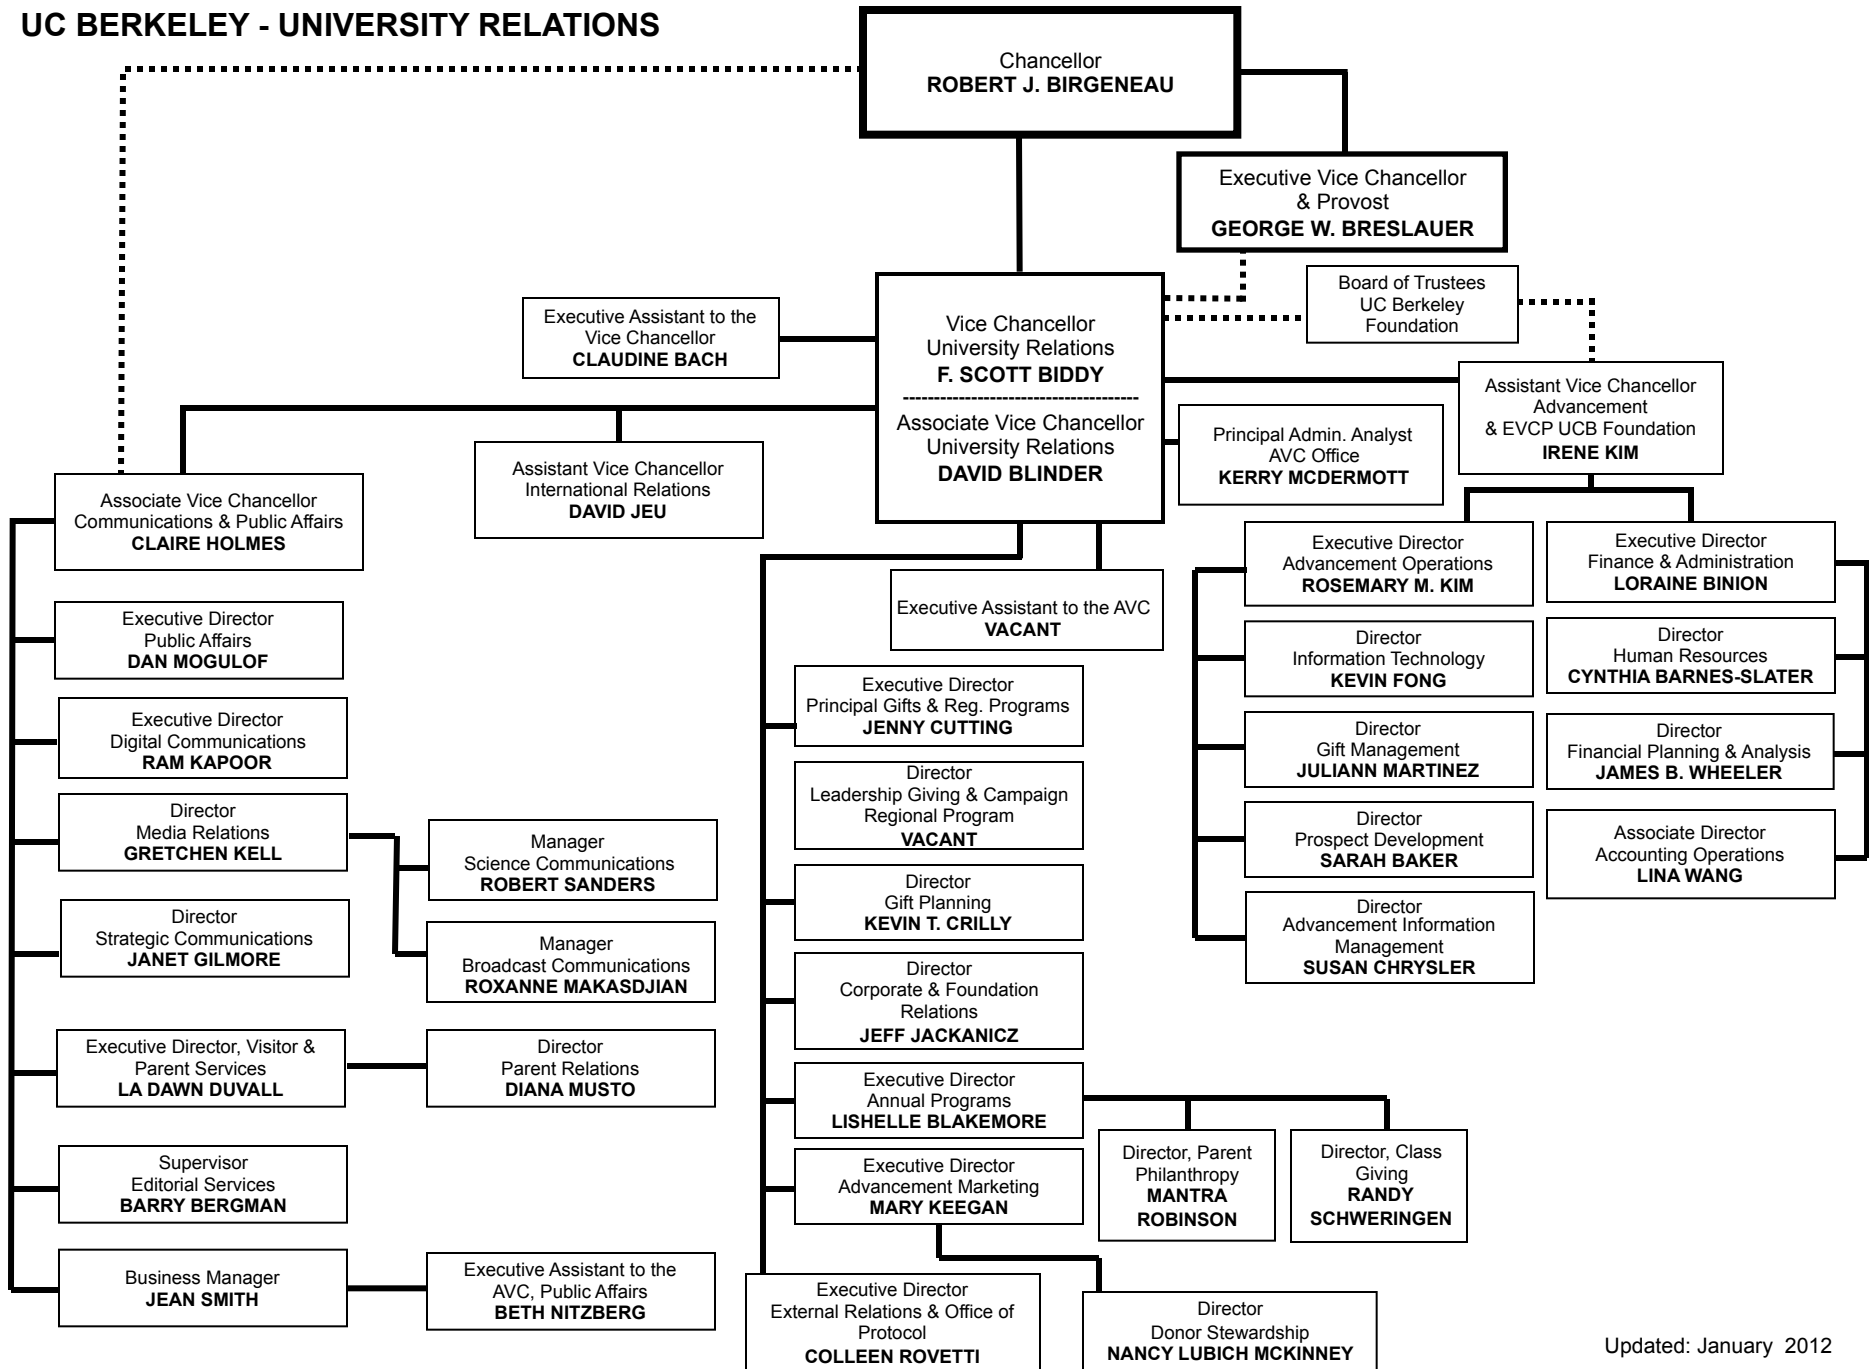 UC BERKELEY - UNIVERSITY RELATIONS
Chancellor
ROBERT J. BIRGENEAU
Executive Vice Chancellor
& Provost
GEORGE W. BRESLAUER
Board of Trustees
UC Berkeley
Foundation
Executive Assistant to the
Vice Chancellor
CLAUDINE BACH
Vice Chancellor
University Relations
F. SCOTT BIDDY
---------------------------------------
Associate Vice Chancellor
University Relations
DAVID BLINDER
Assistant Vice Chancellor
Advancement
& EVCP UCB Foundation
IRENE KIM
Principal Admin. Analyst
AVC Office
KERRY MCDERMOTT
Assistant Vice Chancellor
International Relations
DAVID JEU
Associate Vice Chancellor
Communications & Public Affairs
CLAIRE HOLMES
Executive Director
Public Affairs
DAN MOGULOF
Executive Director
Digital Communications
RAM KAPOOR
Director
Media Relations
GRETCHEN KELL
Manager
Science Communications
ROBERT SANDERS
Manager
Broadcast Communications
ROXANNE MAKASDJIAN
Director
Strategic Communications
JANET GILMORE
Executive Director, Visitor &
Parent Services
LA DAWN DUVALL
Director
Parent Relations
DIANA MUSTO
Supervisor
Editorial Services
BARRY BERGMAN
Business Manager
JEAN SMITH
Executive Assistant to the
AVC, Public Affairs
BETH NITZBERG
Executive Assistant to the AVC
VACANT
Executive Director
Principal Gifts & Reg. Programs
JENNY CUTTING
Director
Leadership Giving & Campaign
Regional Program
VACANT
Director
Gift Planning
KEVIN T. CRILLY
Director
Corporate & Foundation
Relations
JEFF JACKANICZ
Executive Director
Annual Programs
LISHELLE BLAKEMORE
Director, Parent
Philanthropy
MANTRA
ROBINSON
Director, Class
Giving
RANDY
SCHWERINGEN
Executive Director
Advancement Marketing
MARY KEEGAN
Executive Director
External Relations & Office of
Protocol
COLLEEN ROVETTI
Director
Donor Stewardship
NANCY LUBICH MCKINNEY
Executive Director
Advancement Operations
ROSEMARY M. KIM
Director
Information Technology
KEVIN FONG
Director
Gift Management
JULIANN MARTINEZ
Director
Prospect Development
SARAH BAKER
Director
Advancement Information
Management
SUSAN CHRYSLER
Executive Director
Finance & Administration
LORAINE BINION
Director
Human Resources
CYNTHIA BARNES-SLATER
Director
Financial Planning & Analysis
JAMES B. WHEELER
Associate Director
Accounting Operations
LINA WANG
Updated: January 2012